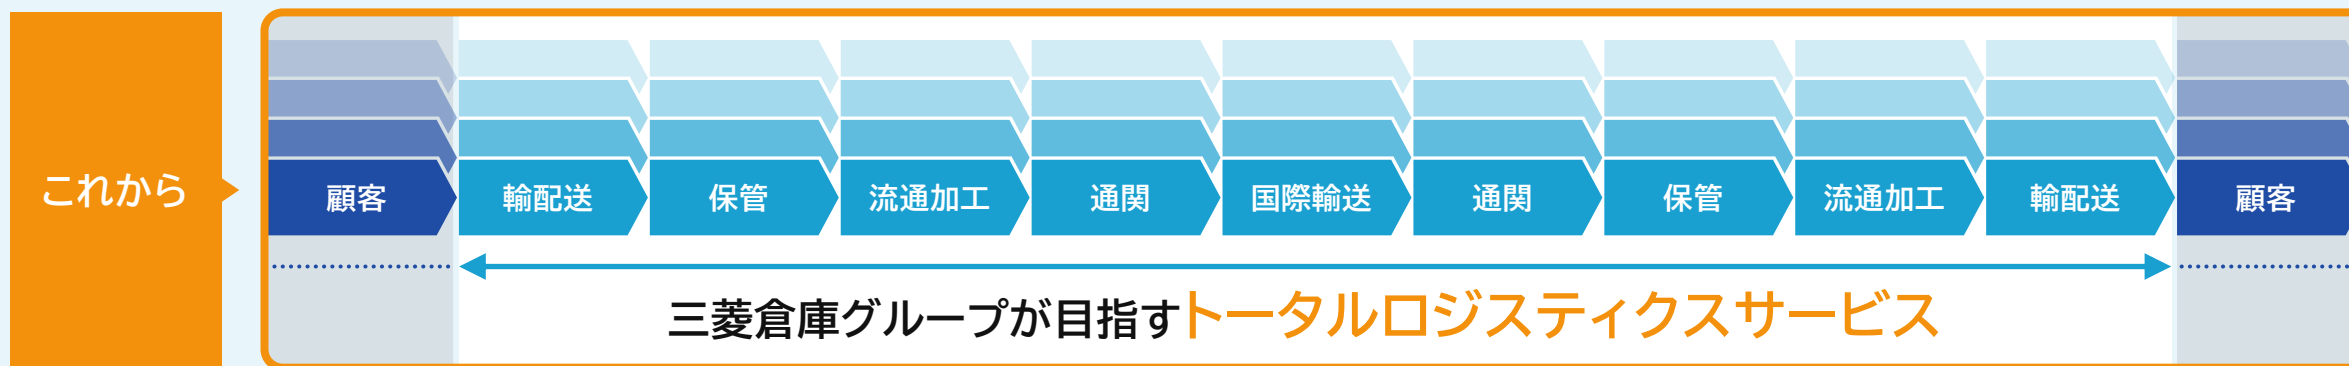 これから
顧客
輸配送
保管
流通加工
通関
国際輸送
通関
保管
流通加工
輸配送
顧客
三菱倉庫グループが目指すトータルロジスティクスサービス